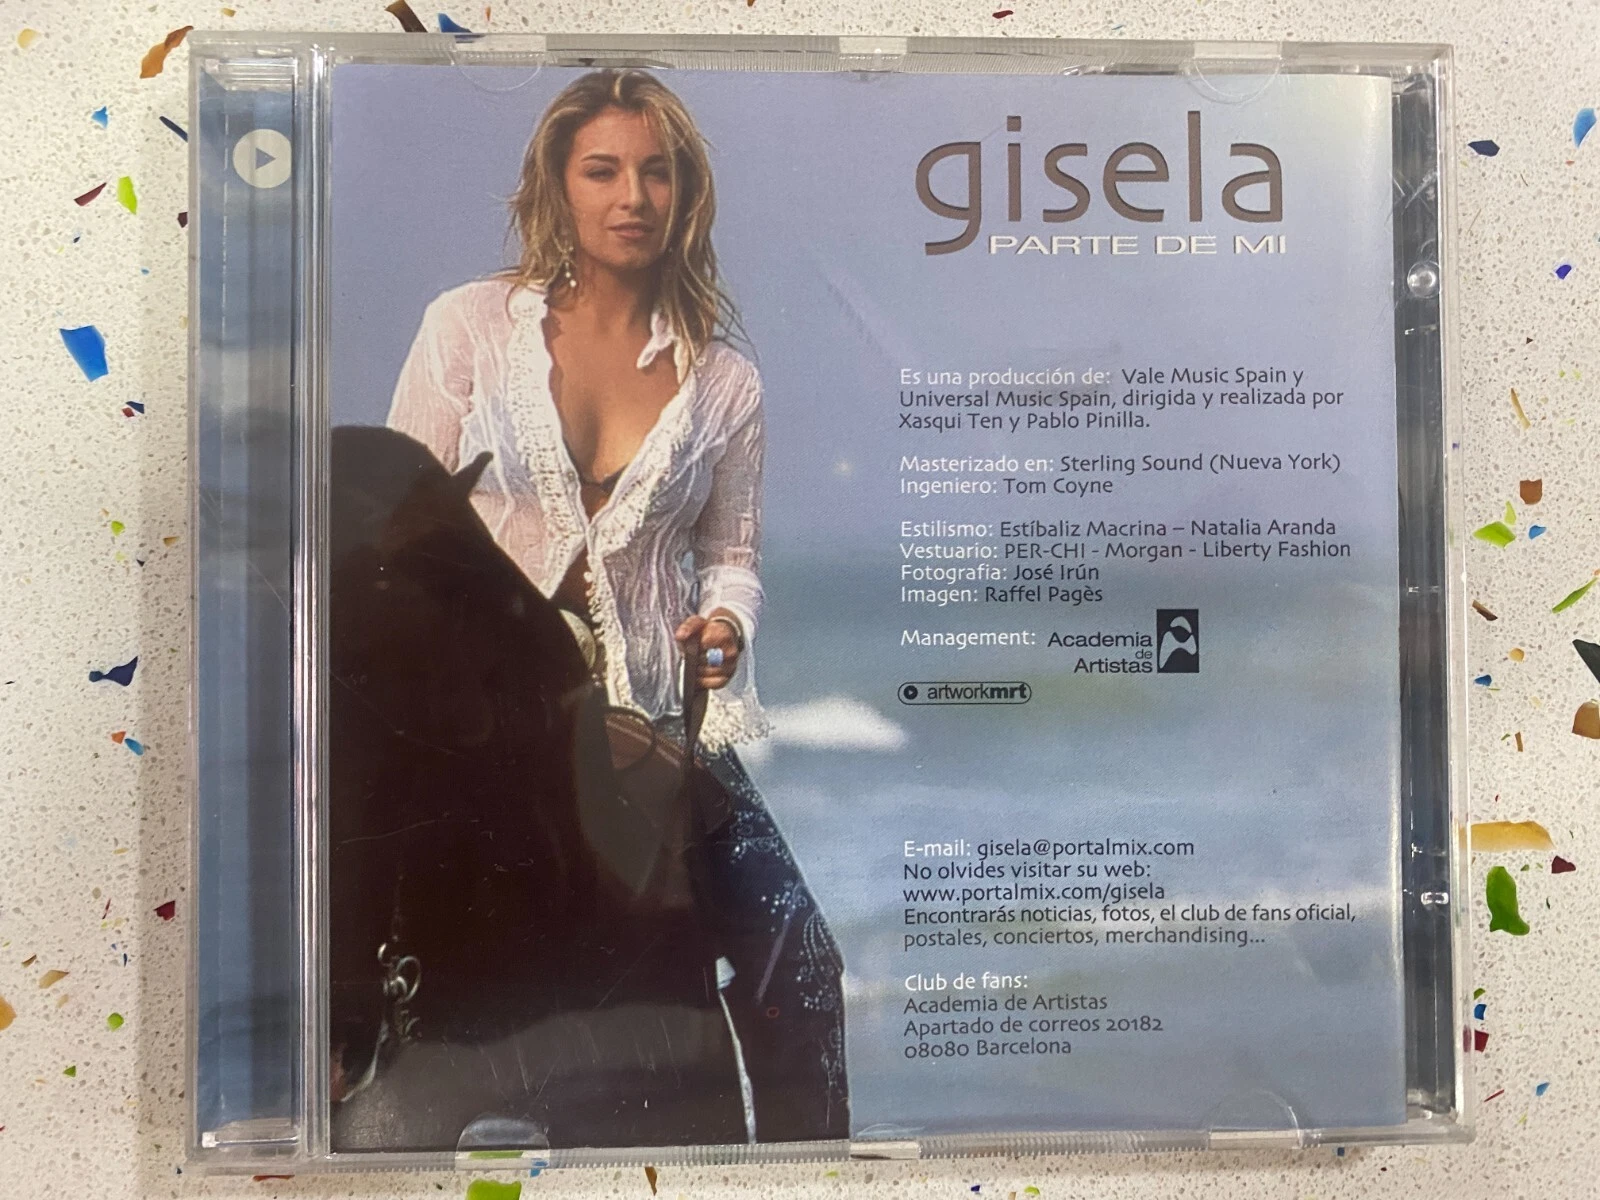 gisela
PARTE DE MI
Es una producción de: Vale Music Spain y
Universal Music Spain, dirigida y realizada por
Xasqui Ten y Pablo Pinilla.
Masterizado en: Sterling Sound (Nueva York)
Ingeniero: Tom Coyne
Estilismo: Estíbaliz Macrina – Natalia Aranda
Vestuario: PER-CHI - Morgan - Liberty Fashion
Fotografía: José Irún
Imagen: Raffel Pagès
Management: Academia
de
Artistas
artworkmrt
E-mail: gisela@portalmix.com
No olvides visitar su web:
www.portalmix.com/gisela
Encontrarás noticias, fotos, el club de fans oficial,
postales, conciertos, merchandising...
Club de fans:
Academia de Artistas
Apartado de correos 20182
08080 Barcelona